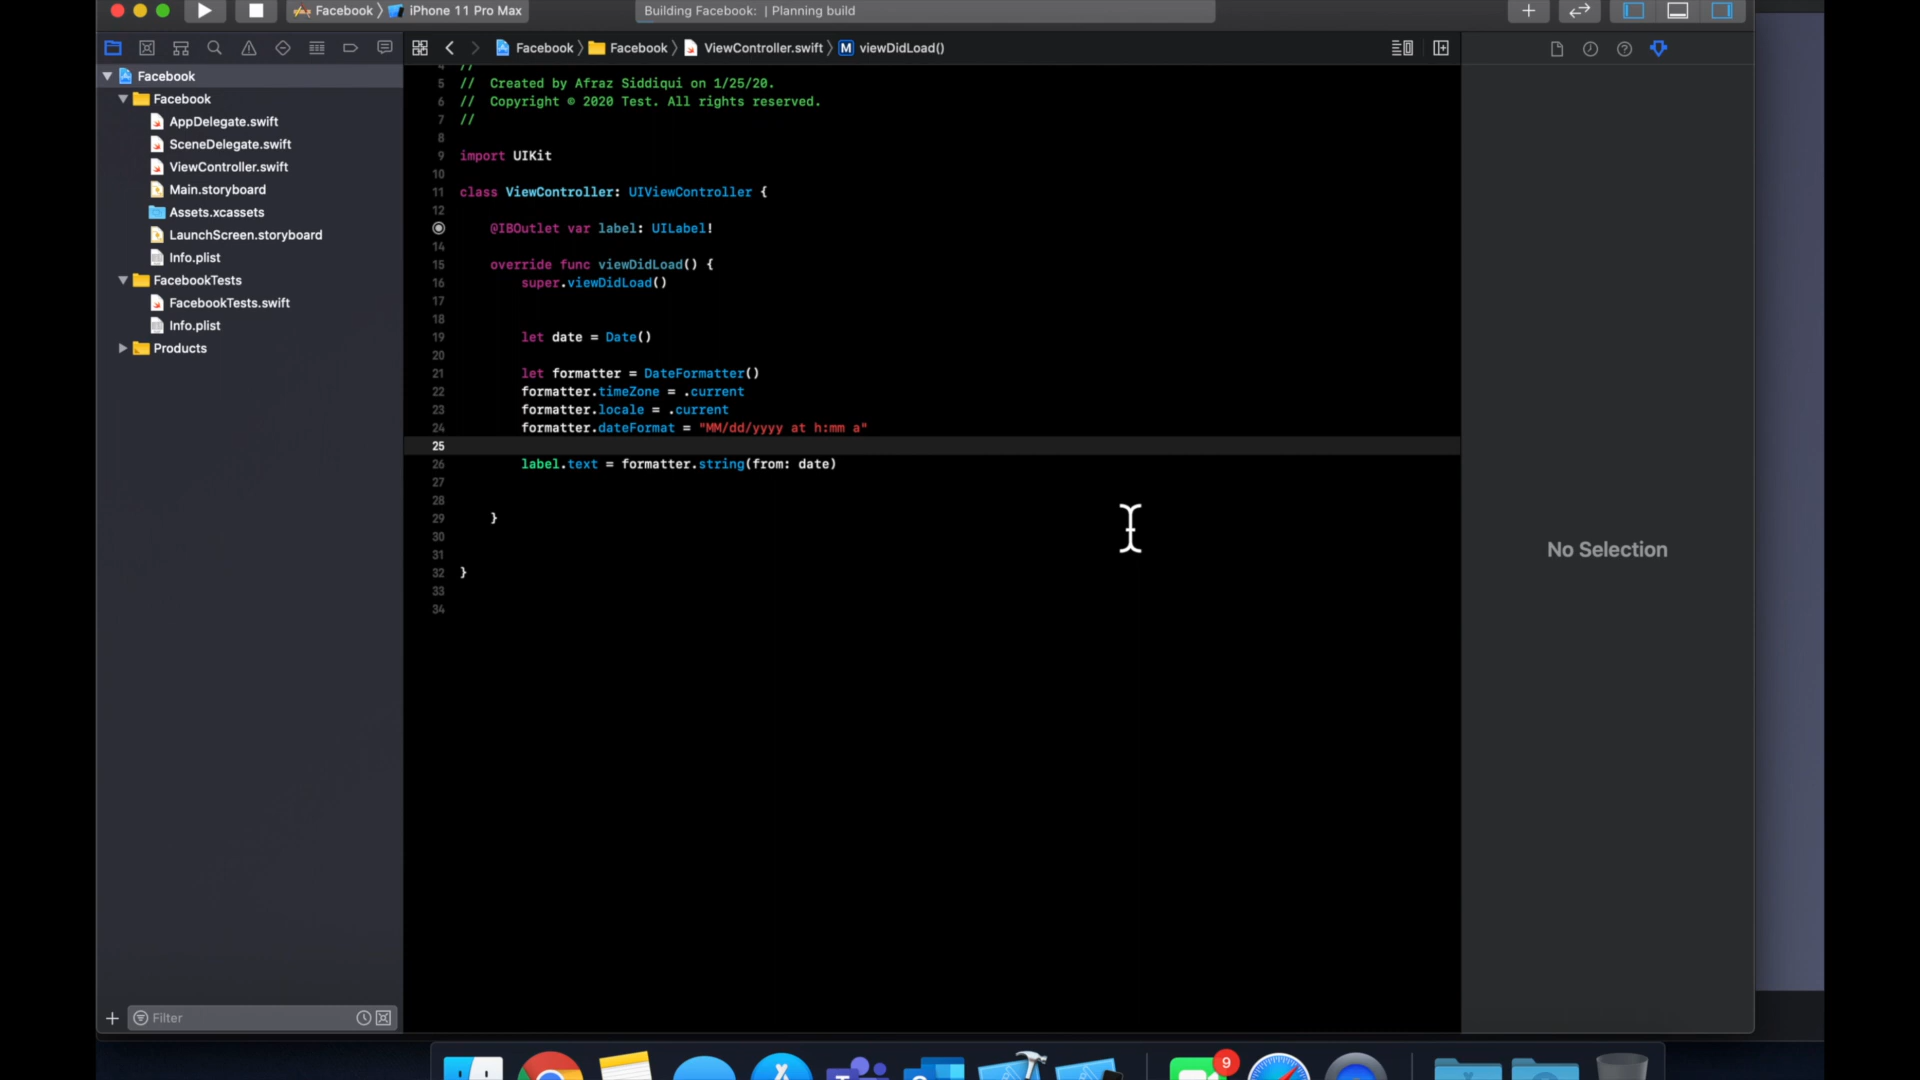 Facebook 〉 iPhone 11 Pro Max
Building Facebook: | Planning build
Facebook 〉 Facebook 〉 ViewController.swift 〉 M viewDidLoad()
Facebook
Facebook
AppDelegate.swift
SceneDelegate.swift
ViewController.swift
Main.storyboard
Assets.xcassets
LaunchScreen.storyboard
Info.plist
FacebookTests
FacebookTests.swift
Info.plist
Products
Filter
4 //
5 //  Created by Afraz Siddiqui on 1/25/20.
6 //  Copyright © 2020 Test. All rights reserved.
7 //
8
9 import UIKit
10
11 class ViewController: UIViewController {
12
@IBOutlet var label: UILabel!
14
15 override func viewDidLoad() {
16 super.viewDidLoad()
17
18
19 let date = Date()
20
21 let formatter = DateFormatter()
22 formatter.timeZone = .current
23 formatter.locale = .current
24 formatter.dateFormat = "MM/dd/yyyy at h:mm a"
25
26 label.text = formatter.string(from: date)
27
28
29 }
30
31
32 }
33
34
No Selection
9